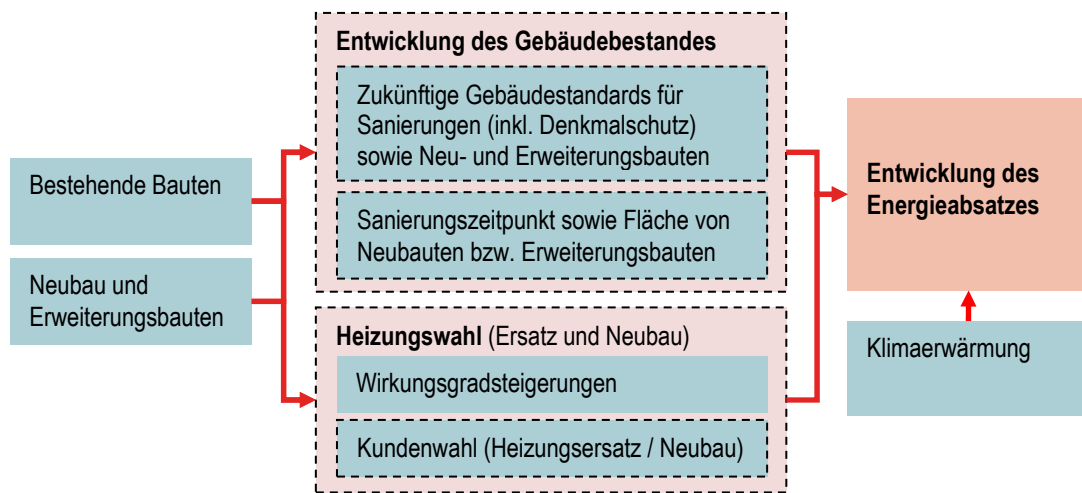 Bestehende Bauten
Neubau und
Erweiterungsbauten
Entwicklung des Gebäudebestandes
Zukünftige Gebäudestandards für
Sanierungen (inkl. Denkmalschutz)
sowie Neu- und Erweiterungsbauten
Sanierungszeitpunkt sowie Fläche von
Neubauten bzw. Erweiterungsbauten
Heizungswahl (Ersatz und Neubau)
Wirkungsgradsteigerungen
Kundenwahl (Heizungsersatz / Neubau)
Entwicklung des
Energieabsatzes
Klimaerwärmung